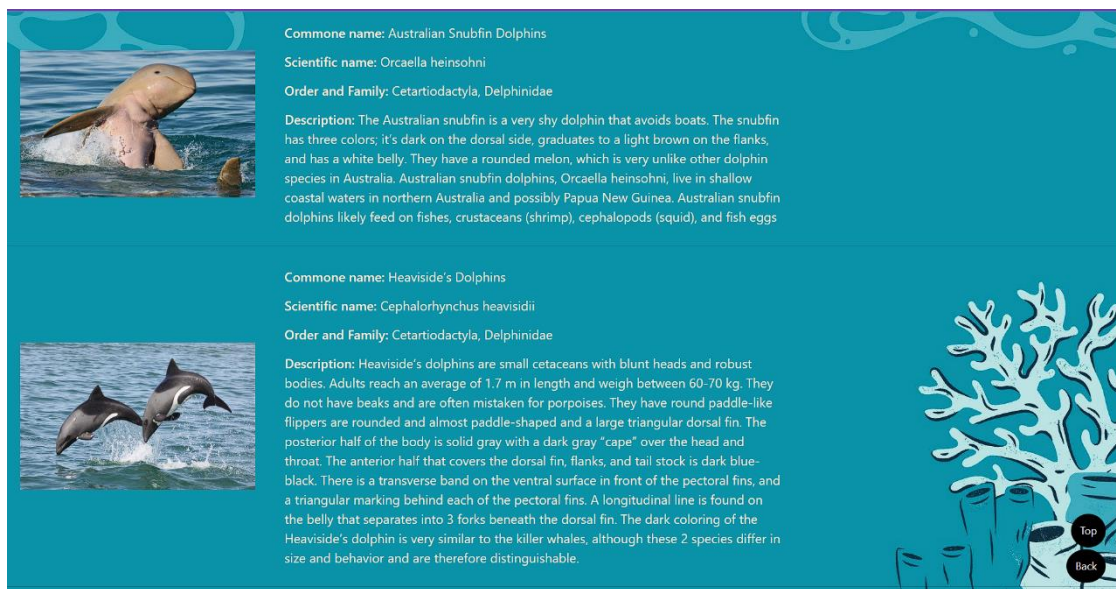 Commone name: Australian Snubfin Dolphins
Scientific name: Orcaella heinsohni
Order and Family: Cetartiodactyla, Delphinidae
Description: The Australian snubfin is a very shy dolphin that avoids boats. The snubfin
has three colors; it's dark on the dorsal side, graduates to a light brown on the flanks,
and has a white belly. They have a rounded melon, which is very unlike other dolphin
species in Australia. Australian snubfin dolphins, Orcaella heinsohni, live in shallow
coastal waters in northern Australia and possibly Papua New Guinea. Australian snubfin
dolphins likely feed on fishes, crustaceans (shrimp), cephalopods (squid), and fish eggs
Commone name: Heaviside's Dolphins
Scientific name: Cephalorhynchus heavisidii
Order and Family: Cetartiodactyla, Delphinidae
Description: Heaviside's dolphins are small cetaceans with blunt heads and robust
bodies. Adults reach an average of 1.7 m in length and weigh between 60-70 kg. They
do not have beaks and are often mistaken for porpoises. They have round paddle-like
flippers are rounded and almost paddle-shaped and a large triangular dorsal fin. The
posterior half of the body is solid gray with a dark gray "cape" over the head and
throat. The anterior half that covers the dorsal fin, flanks, and tail stock is dark blue-
black. There is a transverse band on the ventral surface in front of the pectoral fins, and
a triangular marking behind each of the pectoral fins. A longitudinal line is found on
the belly that separates into 3 forks beneath the dorsal fin. The dark coloring of the
Heaviside's dolphin is very similar to the killer whales, although these 2 species differ in
size and behavior and are therefore distinguishable.
Top
Back